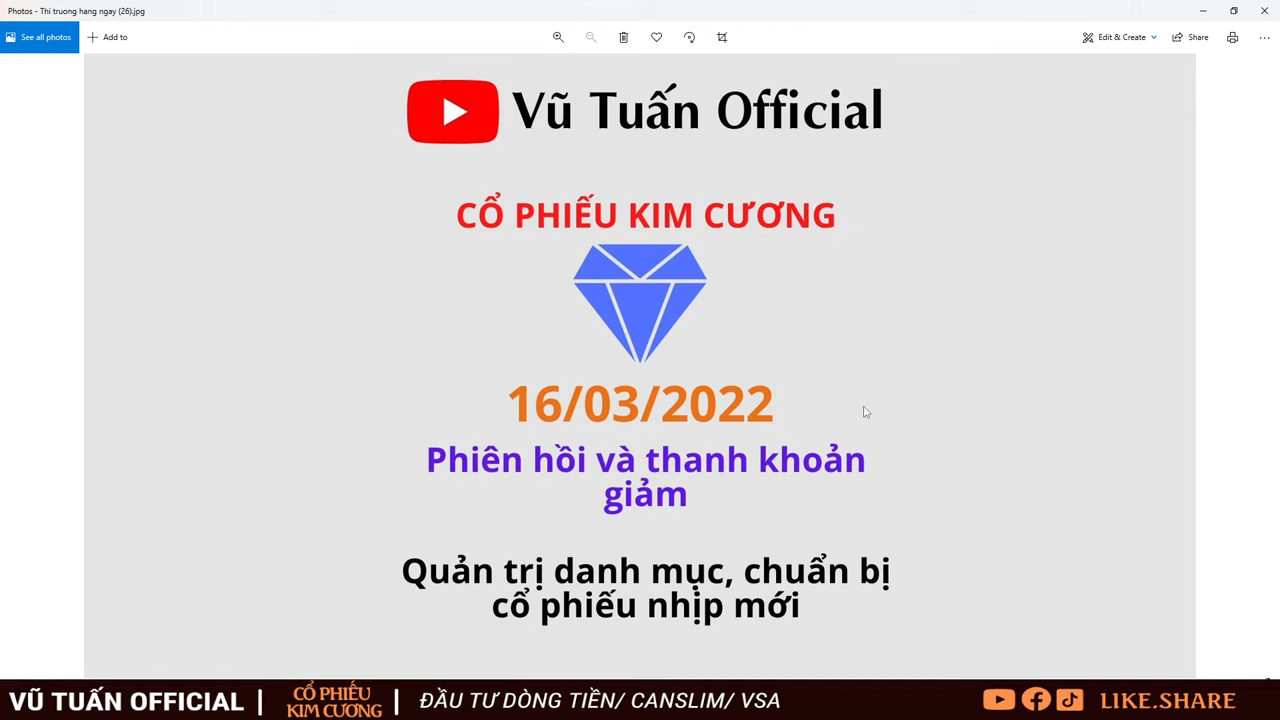 Photos - Thi truong hang ngay (26).jpg
See all photos
Add to
Edit & Create
Share
Vũ Tuấn Official
CỔ PHIẾU KIM CƯƠNG
16/03/2022
Phiên hồi và thanh khoản
giảm
Quản trị danh mục, chuẩn bị
cổ phiếu nhịp mới
VŨ TUẤN OFFICIAL |
CỔ PHIẾU
KIM CƯƠNG
| ĐẦU TƯ DÒNG TIỀN/ CANSLIM/ VSA
LIKE.SHARE